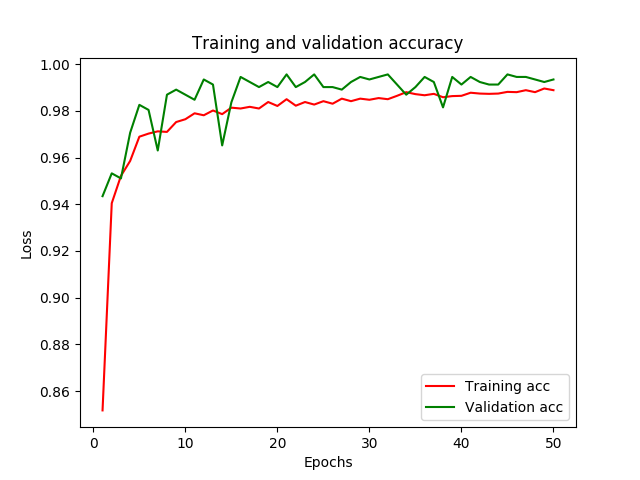 Training and validation accuracy
1.00
0.98
0.96
0.94
0.92
0.90
0.88
0.86
Loss
0
10
20
30
40
50
Epochs
Training acc
Validation acc